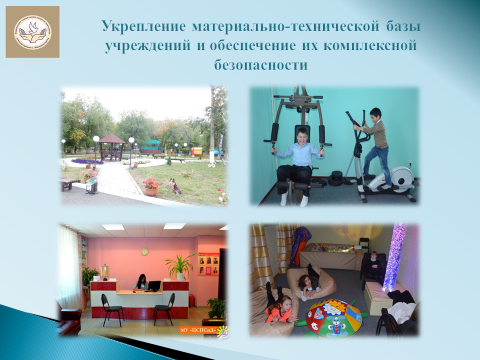 Укрепление материально-технической базы
учреждений и обеспечение их комплексной
безопасности